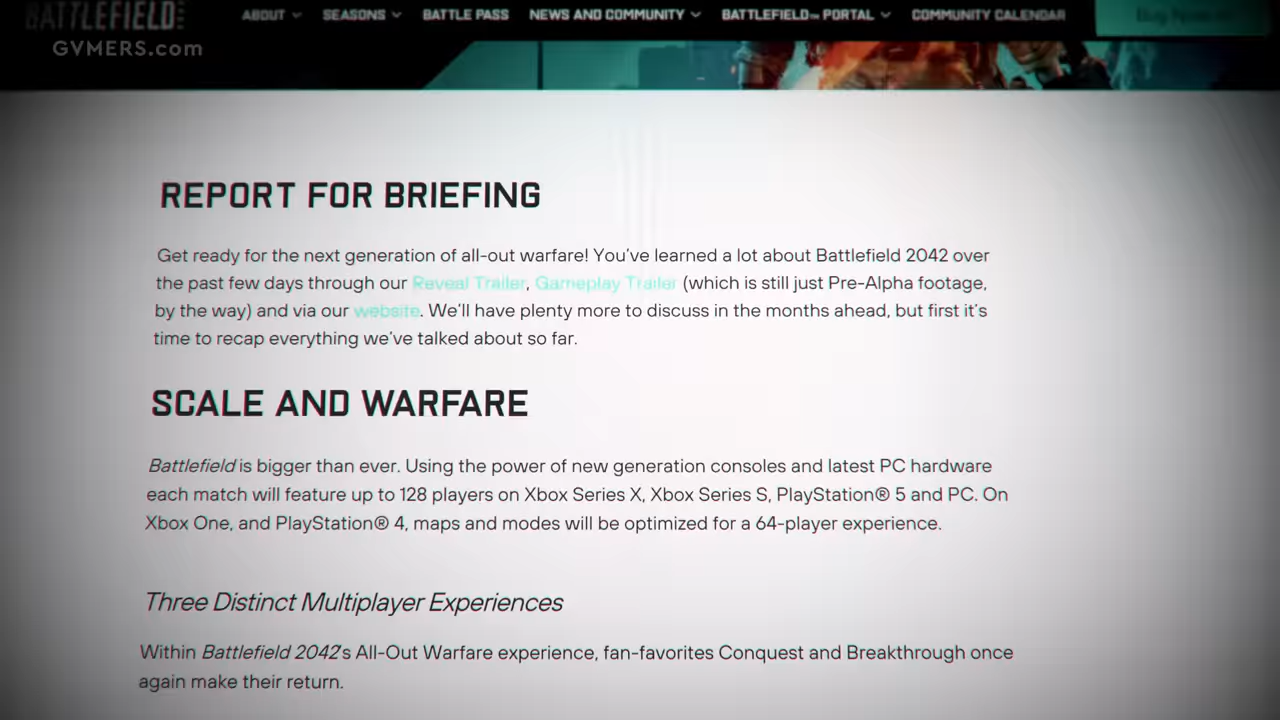 BATTLEFIELD
ABOUT SEASONS BATTLE PASS NEWS AND COMMUNITY BATTLEFIELD™ PORTAL COMMUNITY CALENDAR Buy Now
GVMERS.com
REPORT FOR BRIEFING
Get ready for the next generation of all-out warfare! You've learned a lot about Battlefield 2042 over
the past few days through our Reveal Trailer, Gameplay Trailer (which is still just Pre-Alpha footage,
by the way) and via our website. We'll have plenty more to discuss in the months ahead, but first it's
time to recap everything we've talked about so far.
SCALE AND WARFARE
Battlefield is bigger than ever. Using the power of new generation consoles and latest PC hardware
each match will feature up to 128 players on Xbox Series X, Xbox Series S, PlayStation® 5 and PC. On
Xbox One, and PlayStation® 4, maps and modes will be optimized for a 64-player experience.
Three Distinct Multiplayer Experiences
Within Battlefield 2042's All-Out Warfare experience, fan-favorites Conquest and Breakthrough once
again make their return.